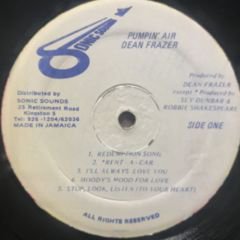 PUMPIN' AIR
DEAN FRAZER
SONIC SOUNDS
Distributed by
SONIC SOUNDS
25 Retirement Road
Kingston 5
Tel: 926 -1204/62936
MADE IN JAMAICA
Produced by:
DEAN FRAZER
except * Produced by
SLY DUNBAR &
ROBBIE SHAKESPEARE
SIDE ONE
1. REDEMPTION SONG
2. *RENT-A-CAR
3. I'LL ALWAYS LOVE YOU
4. MOODY'S MOOD FOR LOVE
5. STOP, LOOK, LISTEN (TO YOUR HEART)
ALL RIGHTS RESERVED